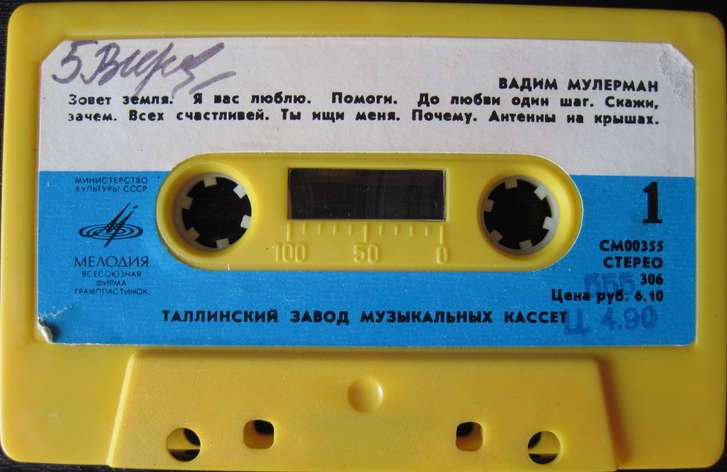 ВАДИМ МУЛЕРМАН
Зовет земля. Я вас люблю. Помоги. До любви один шаг. Скажи,
зачем. Всех счастливей. Ты ищи меня. Почему. Антенны на крышах.
МИНИСТЕРСТВО
КУЛЬТУРЫ СССР
МЕЛОДИЯ
ВСЕСОЮЗНАЯ
ФИРМА
ГРАМПЛАСТИНОК
100 50 0
1
СМ00355
СТЕРЕО
555 306
Цена руб. 6.10
Ц. 4.90
ТАЛЛИНСКИЙ ЗАВОД МУЗЫКАЛЬНЫХ КАССЕТ